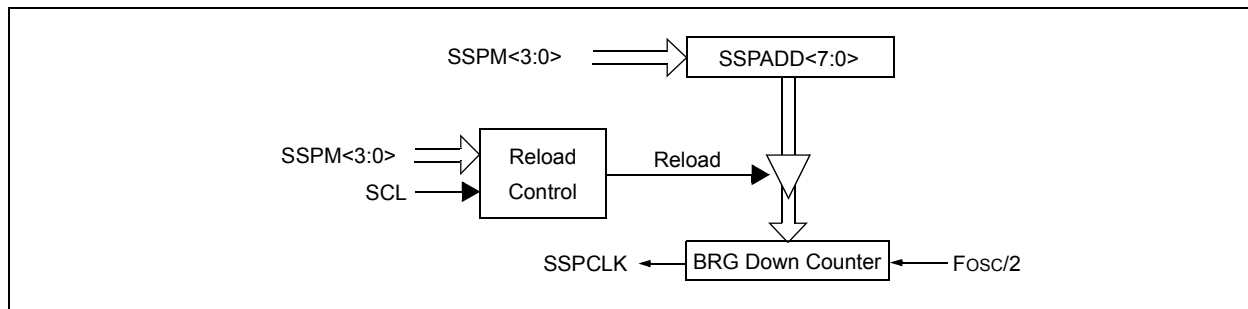 SSPM<3:0>
SSPADD<7:0>
SSPM<3:0>
SCL
Reload
Control
Reload
SSPCLK
BRG Down Counter
FOSC/2